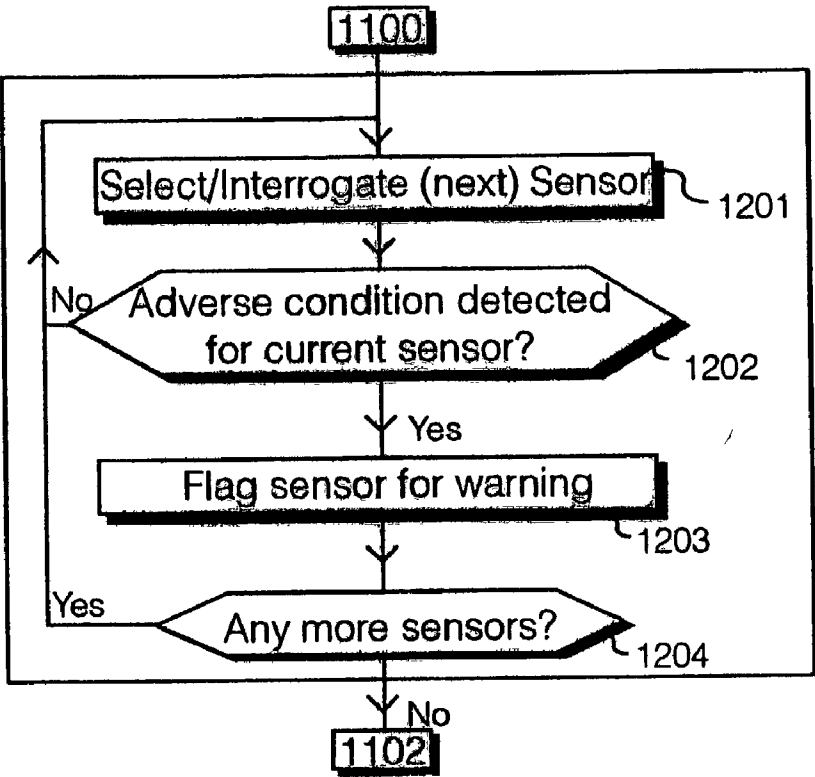 1100
Select/Interrogate (next) Sensor
1201
No
Adverse condition detected
for current sensor?
1202
Yes
Flag sensor for warning
1203
Yes
Any more sensors?
1204
No
1102